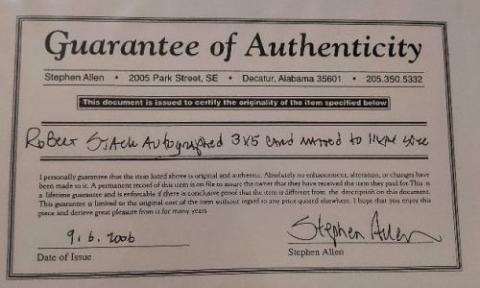 Guarantee of Authenticity
Stephen Allen • 2005 Park Street, SE • Decatur, Alabama 35601 • 205.350.5332
This document is issued to certify the originality of the item specified below
Robert Stack Autographed 3x5 card matted to
I personally guarantee that the item listed above is original and authentic. Absolutely no enhancement, alteration, or changes have
been made to it. A permanent record of this item is on file to assure the owner that they have received the item they paid for. This is
a lifetime guarantee and is enforceable if there is conclusive proof that the item is different from the description on this document.
This guarantee is limited to the original cost of the item without regard to any price quoted elsewhere. I hope that you enjoy this
piece and derive great pleasure from it for many years
9.6.2006
Stephen Allen
Date of Issue
Stephen Allen